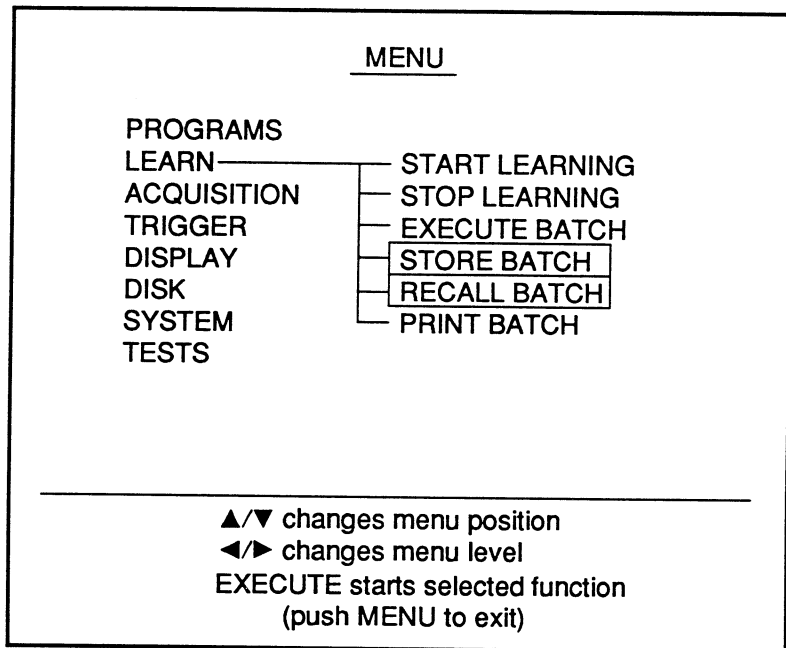 MENU
PROGRAMS
LEARN START LEARNING
ACQUISITION STOP LEARNING
TRIGGER EXECUTE BATCH
DISPLAY STORE BATCH
DISK RECALL BATCH
SYSTEM PRINT BATCH
TESTS
▲/▼ changes menu position
◄/► changes menu level
EXECUTE starts selected function
(push MENU to exit)